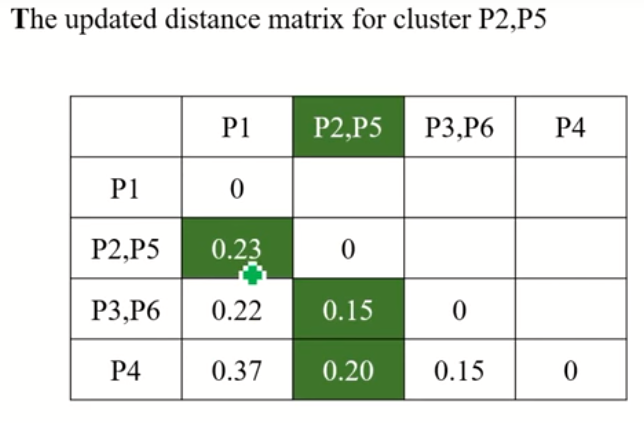 The updated distance matrix for cluster P2,P5
P1 P2,P5 P3,P6 P4
P1 0
P2,P5 0.23 0
P3,P6 0.22 0.15 0
P4 0.37 0.20 0.15 0